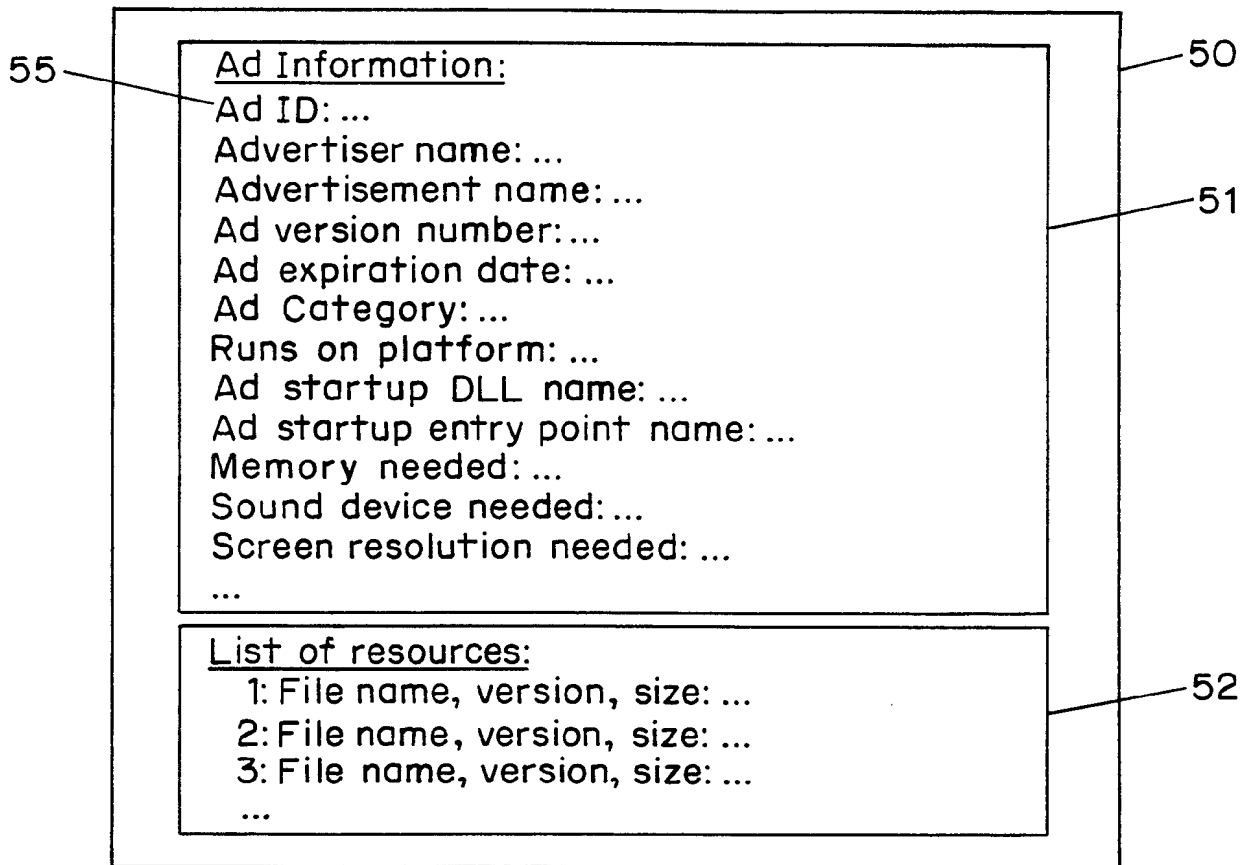 50
55
Ad Information:
Ad ID: ...
Advertiser name: ...
Advertisement name: ...
51
Ad version number: ...
Ad expiration date: ...
Ad Category: ...
Runs on platform: ...
Ad startup DLL name: ...
Ad startup entry point name: ...
Memory needed: ...
Sound device needed: ...
Screen resolution needed: ...
...
List of resources:
1: File name, version, size: ...
52
2: File name, version, size: ...
3: File name, version, size: ...
...